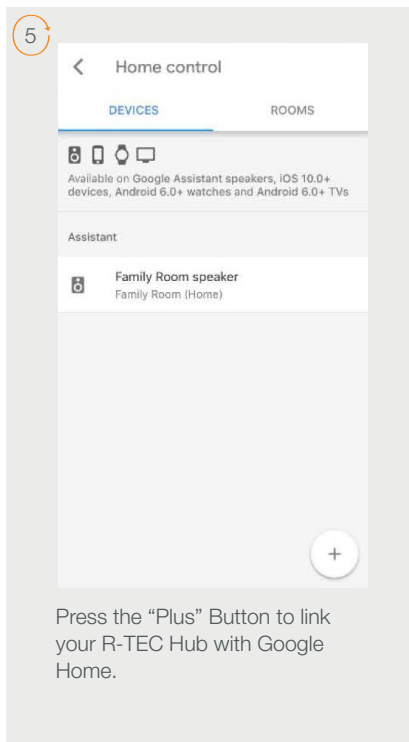 5
Home control
DEVICES ROOMS
Available on Google Assistant speakers, iOS 10.0+
devices, Android 6.0+ watches and Android 6.0+ TVs
Assistant
Family Room speaker
Family Room (Home)
+
Press the “Plus” Button to link
your R-TEC Hub with Google
Home.